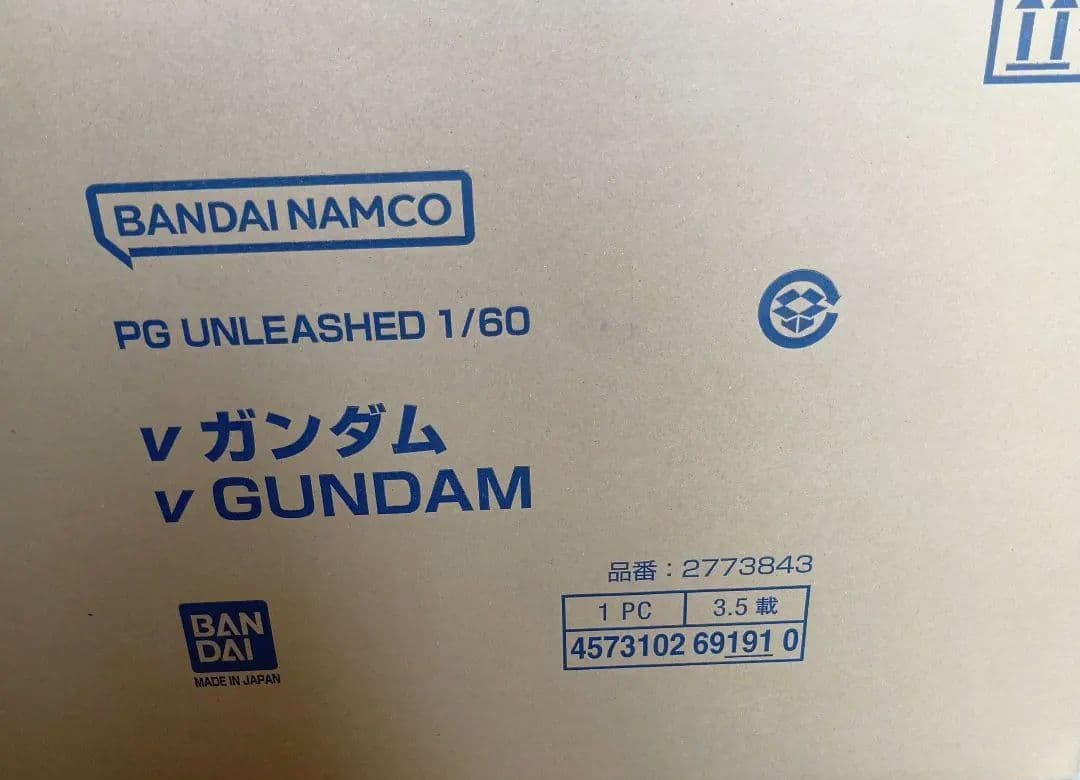 BANDAI NAMCO
PG UNLEASHED 1/60
ν ガンダム
ν GUNDAM
品番：2773843
1 PC 3.5 載
4573102 69191 0
BAN
DAI
MADE IN JAPAN